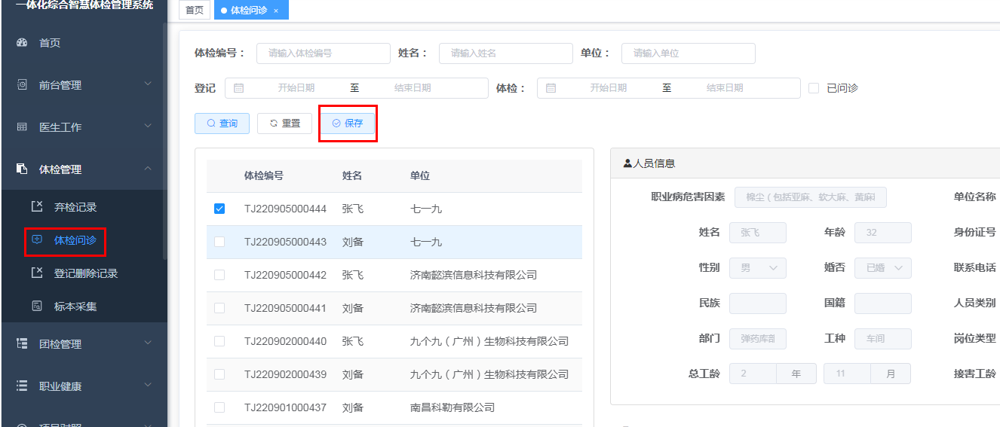 一体化综合智慧体检管理系统
首页
前台管理
医生工作
体检管理
弃检记录
体检问诊
登记删除记录
标本采集
团检管理
职业健康
项目对照
首页 体检问诊 ×
体检编号： 请输入体检编号 姓名： 请输入姓名 单位： 请输入单位
登记 开始日期 至 结束日期 体检： 开始日期 至 结束日期 已问诊
查询 重置 保存
体检编号 姓名 单位
TJ220905000444 张飞 七一九
TJ220905000443 刘备 七一九
TJ220905000442 张飞 济南懿滨信息科技有限公司
TJ220905000441 刘备 济南懿滨信息科技有限公司
TJ220902000440 张飞 九个九（广州）生物科技有限公司
TJ220902000439 刘备 九个九（广州）生物科技有限公司
TJ220901000437 刘备 南昌科勒有限公司
人员信息
职业病危害因素 棉尘（包括亚麻、软大麻、黄麻 单位名称
姓名 张飞 年龄 32 身份证号
性别 男 婚否 已婚 联系电话
民族 国籍 人员类别
部门 弹药库部 工种 车间 岗位类型
总工龄 2 年 11 月 接害工龄